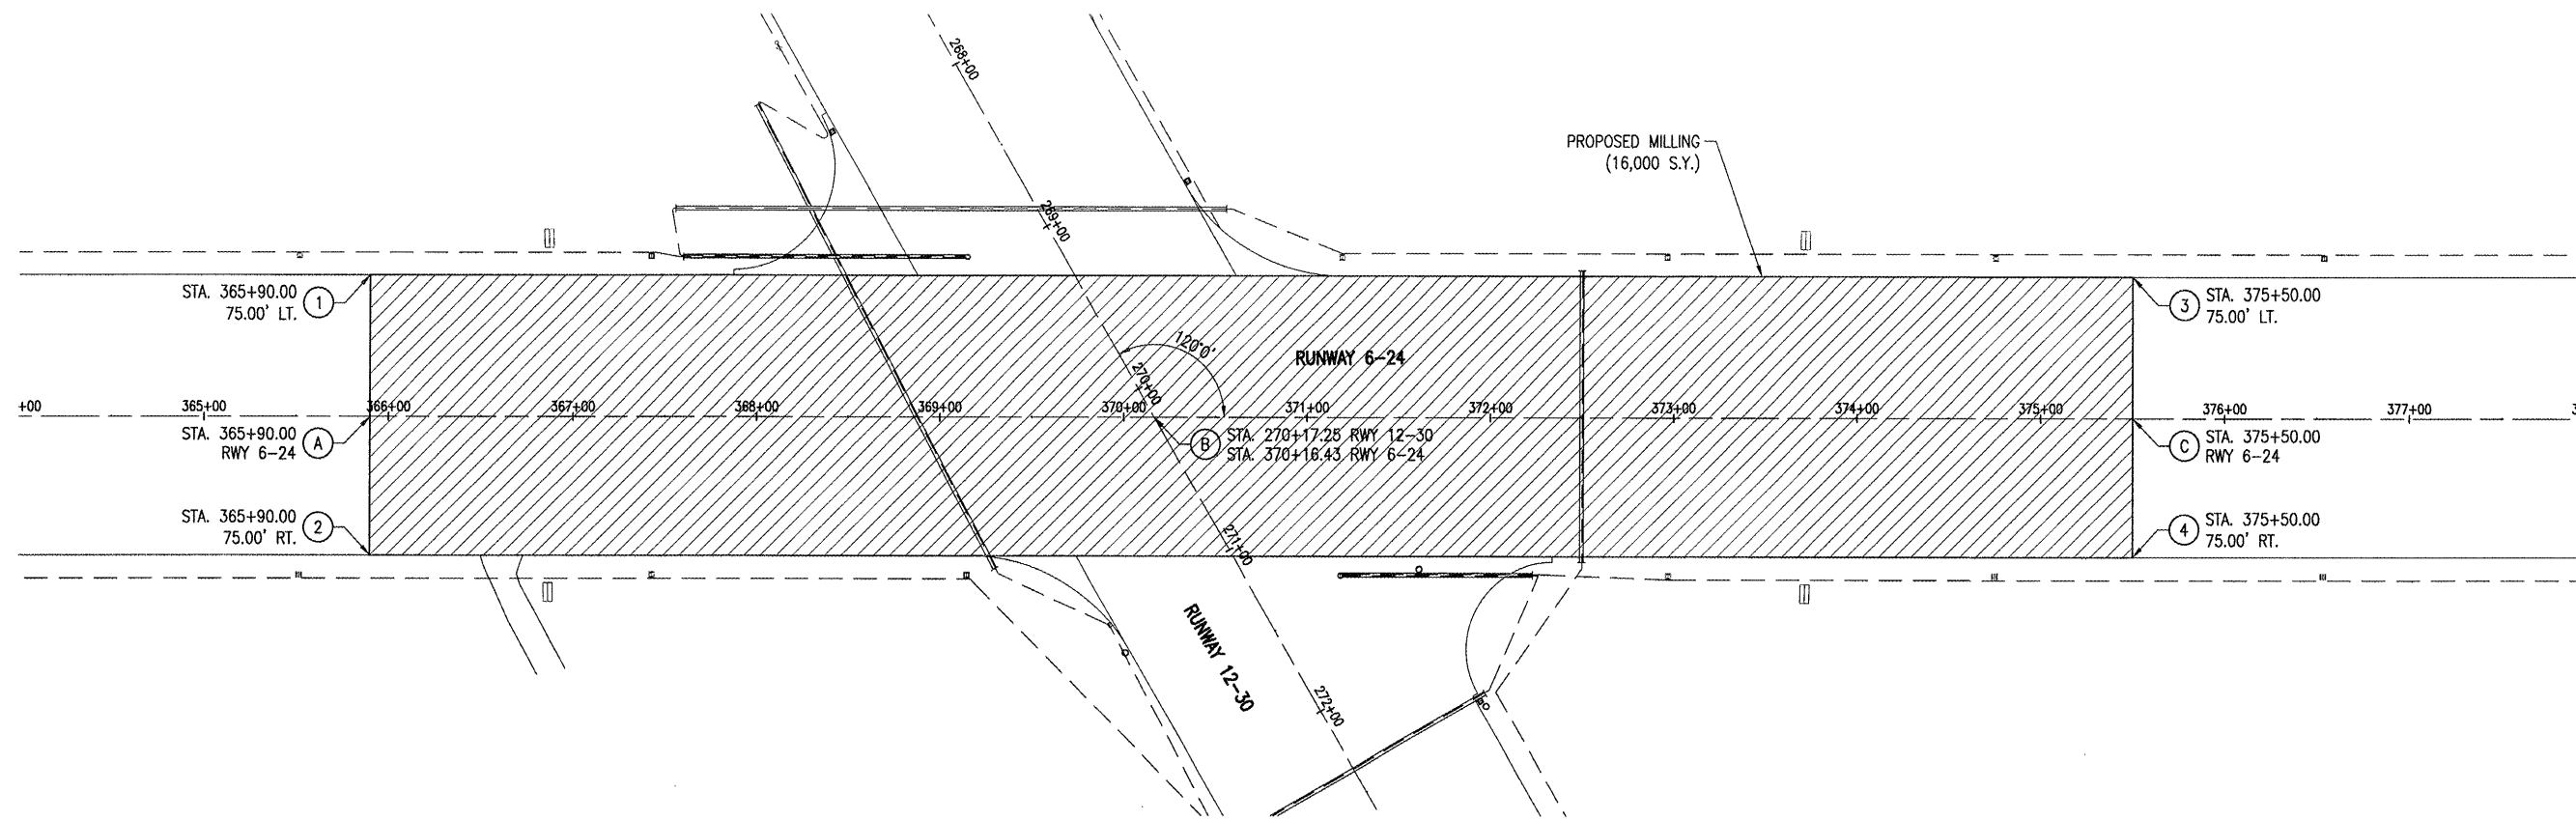 268+00
PROPOSED MILLING
(16,000 S.Y.)
269+00
STA. 365+90.00
75.00' LT.
1
3
STA. 375+50.00
75.00' LT.
120°0'
RUNWAY 6-24
270+00
+00
365+00
366+00
367+00
368+00
369+00
370+00
371+00
372+00
373+00
374+00
375+00
376+00
377+00
3
STA. 365+90.00
RWY 6-24
A
B
STA. 270+17.25 RWY 12-30
STA. 370+16.43 RWY 6-24
C
STA. 375+50.00
RWY 6-24
STA. 365+90.00
75.00' RT.
2
4
STA. 375+50.00
75.00' RT.
271+00
RUNWAY 12-30
272+00